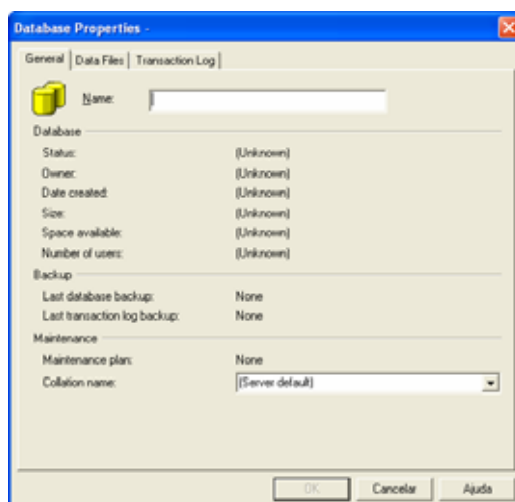 Database Properties -
General Data Files Transaction Log
Name:
Database
Status: (Unknown)
Owner: (Unknown)
Date created: (Unknown)
Size: (Unknown)
Space available: (Unknown)
Number of users: (Unknown)
Backup
Last database backup: None
Last transaction log backup: None
Maintenance
Maintenance plan: None
Collation name: (Server default)
OK Cancelar Ajuda